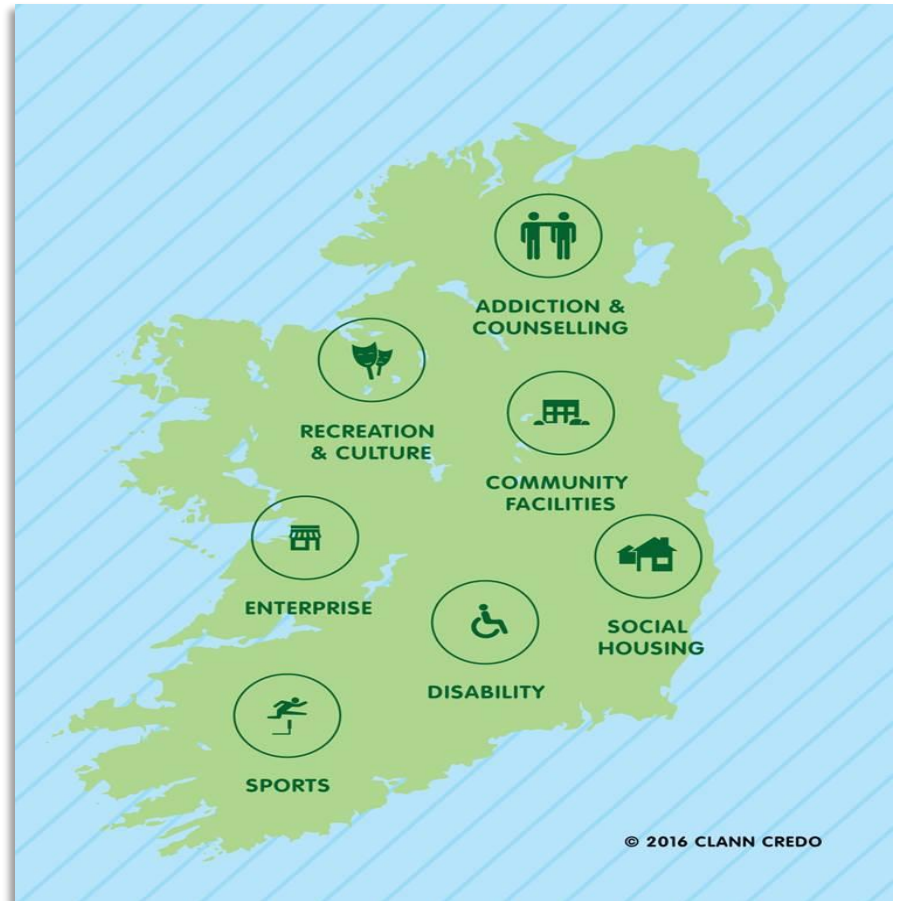 ADDICTION &
COUNSELLING
RECREATION
& CULTURE
COMMUNITY
FACILITIES
ENTERPRISE
SOCIAL
HOUSING
DISABILITY
SPORTS
© 2016 CLANN CREDO